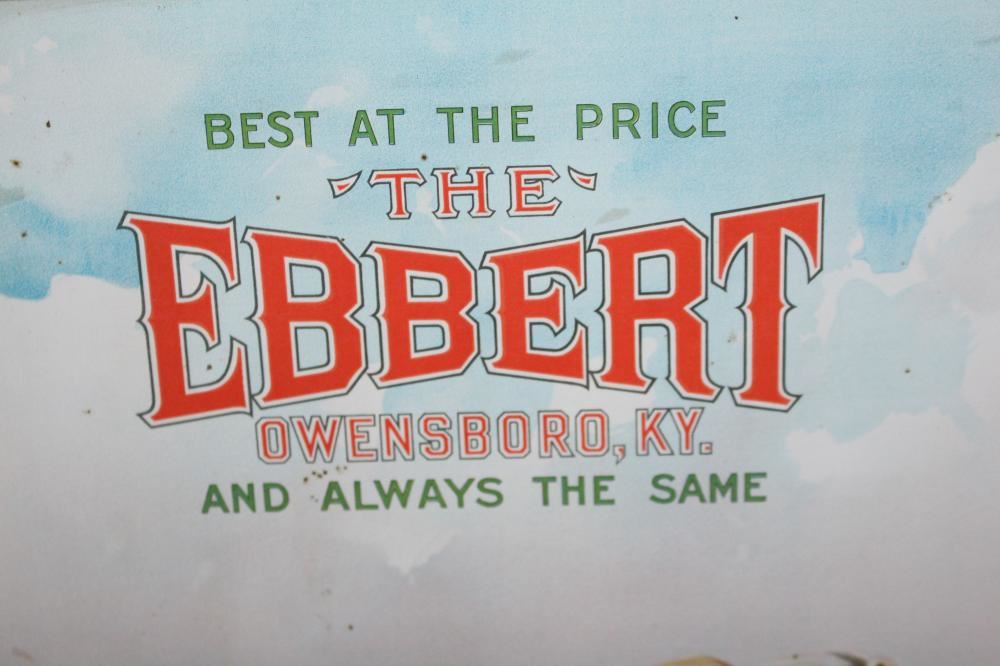 BEST AT THE PRICE
THE
EBBERT
OWENSBORO, KY.
AND ALWAYS THE SAME